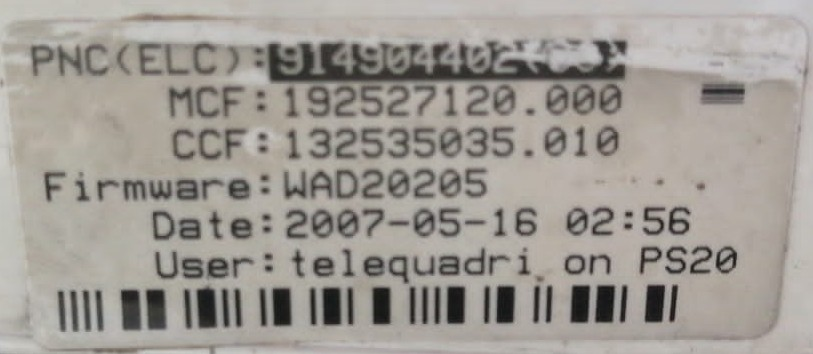 PNC(ELC):914904402
MCF:192527120.000
CCF:132535035.010
Firmware:WAD20205
Date:2007-05-16 02:56
User:telequadri on PS20